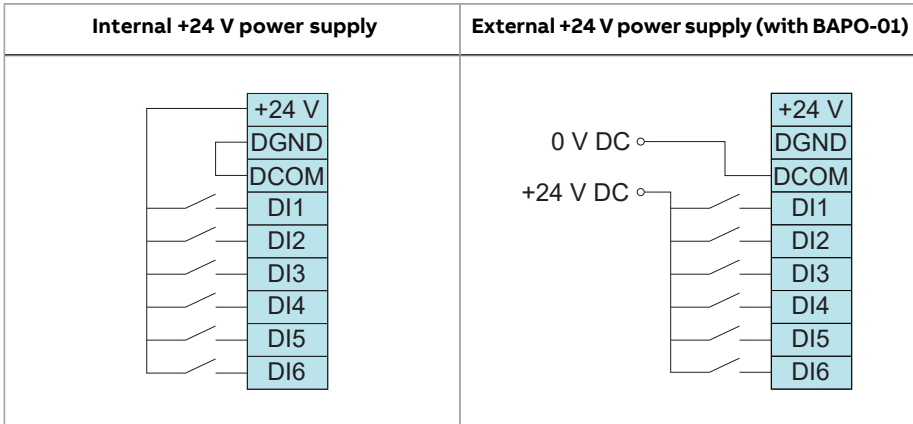 Internal +24 V power supply
External +24 V power supply (with BAPO-01)
+24 V
DGND
DCOM
DI1
DI2
DI3
DI4
DI5
DI6
0 V DC
+24 V DC
+24 V
DGND
DCOM
DI1
DI2
DI3
DI4
DI5
DI6